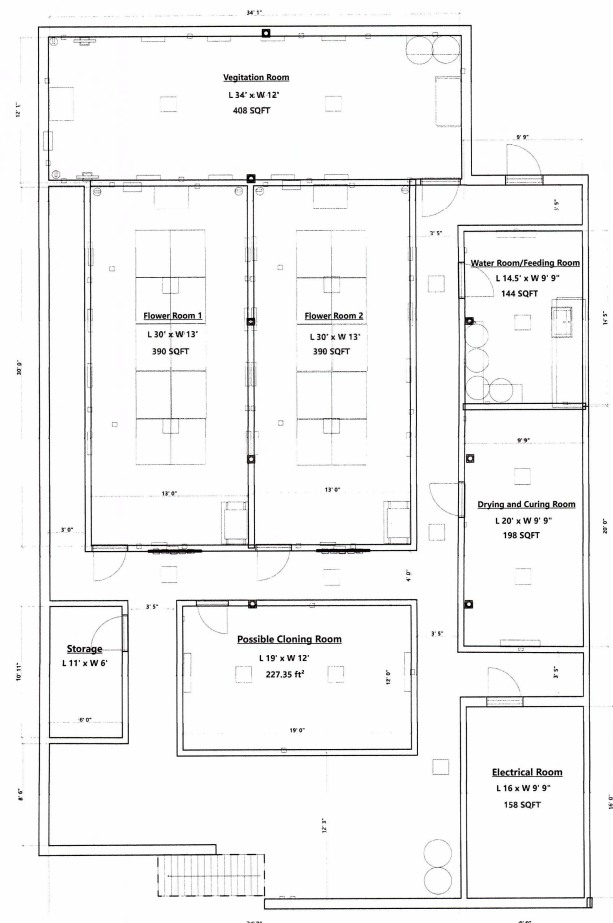 34' 1"
Vegitation Room
L 34' x W 12'
408 SQFT
12' 1"
9' 9"
3' 5"
3' 5"
Water Room/Feeding Room
L 14.5' x W 9' 9"
144 SQFT
14' 5"
Flower Room 1
L 30' x W 13'
390 SQFT
Flower Room 2
L 30' x W 13'
390 SQFT
30' 0"
9' 9"
13' 0"
13' 0"
Drying and Curing Room
L 20' x W 9' 9"
198 SQFT
20' 0"
3' 0"
4' 0"
3' 5"
3' 5"
Storage
L 11' x W 6'
10' 11"
6' 0"
Possible Cloning Room
L 19' x W 12'
227.35 ft²
12' 0"
19' 0"
3' 5"
Electrical Room
L 16 x W 9' 9"
158 SQFT
16' 0"
8' 6"
12' 3"